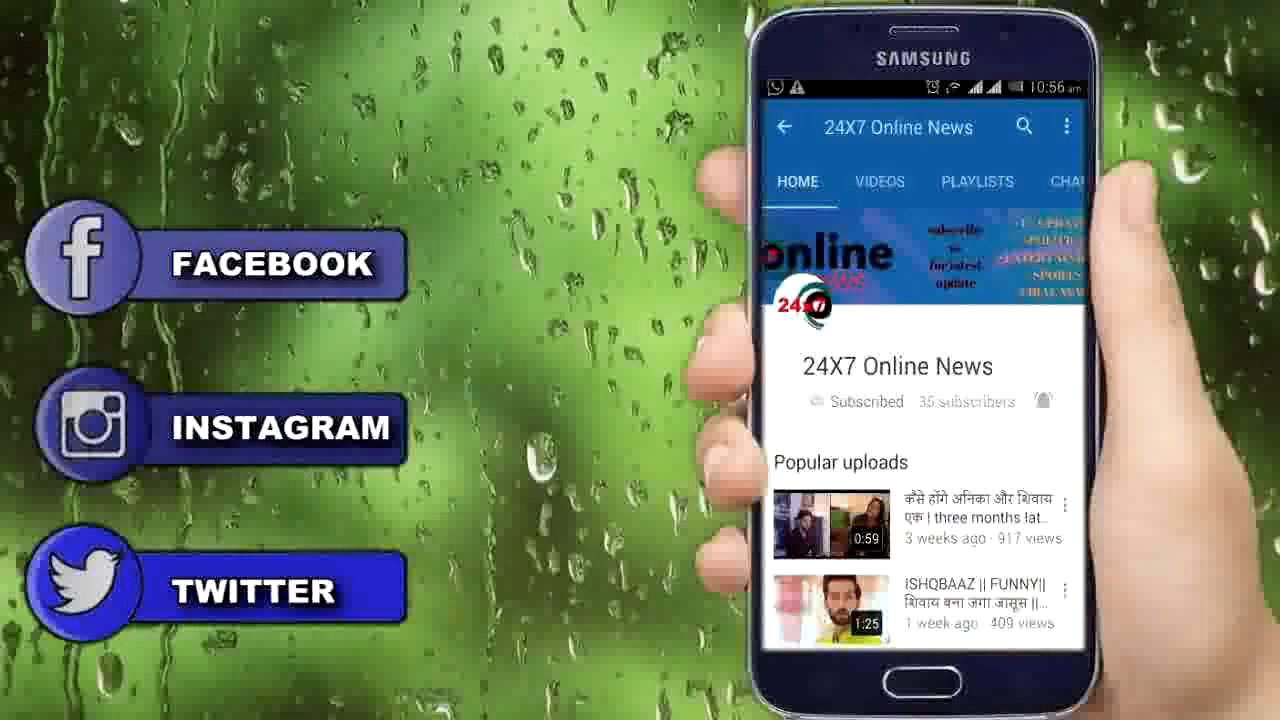 FACEBOOK
INSTAGRAM
TWITTER
SAMSUNG
10:56 am
24X7 Online News
HOME VIDEOS PLAYLISTS CHA
online
subscribe
for latest
update
SPORTS
24x7
24X7 Online News
Subscribed 35 subscribers
Popular uploads
कैसे होंगे अनिका और शिवाय
एक | three months lat...
3 weeks ago · 917 views
0:59
ISHQBAAZ || FUNNY||
शिवाय बना जगा जासूस ||...
1 week ago · 409 views
1:25